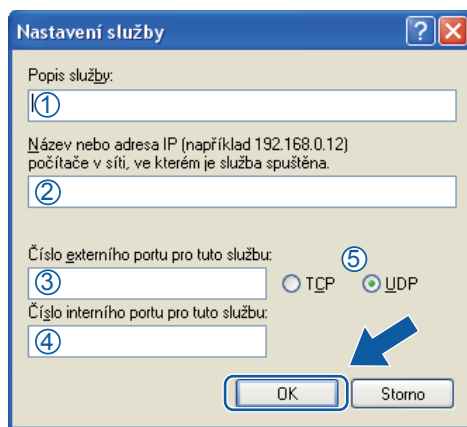 Nastavení služby
Popis služby:
①
Název nebo adresa IP (například 192.168.0.12)
počítače v síti, ve kterém je služba spuštěna.
②
Číslo externího portu pro tuto službu:
③ TCP ⑤ UDP
Číslo interního portu pro tuto službu:
④
OK Storno